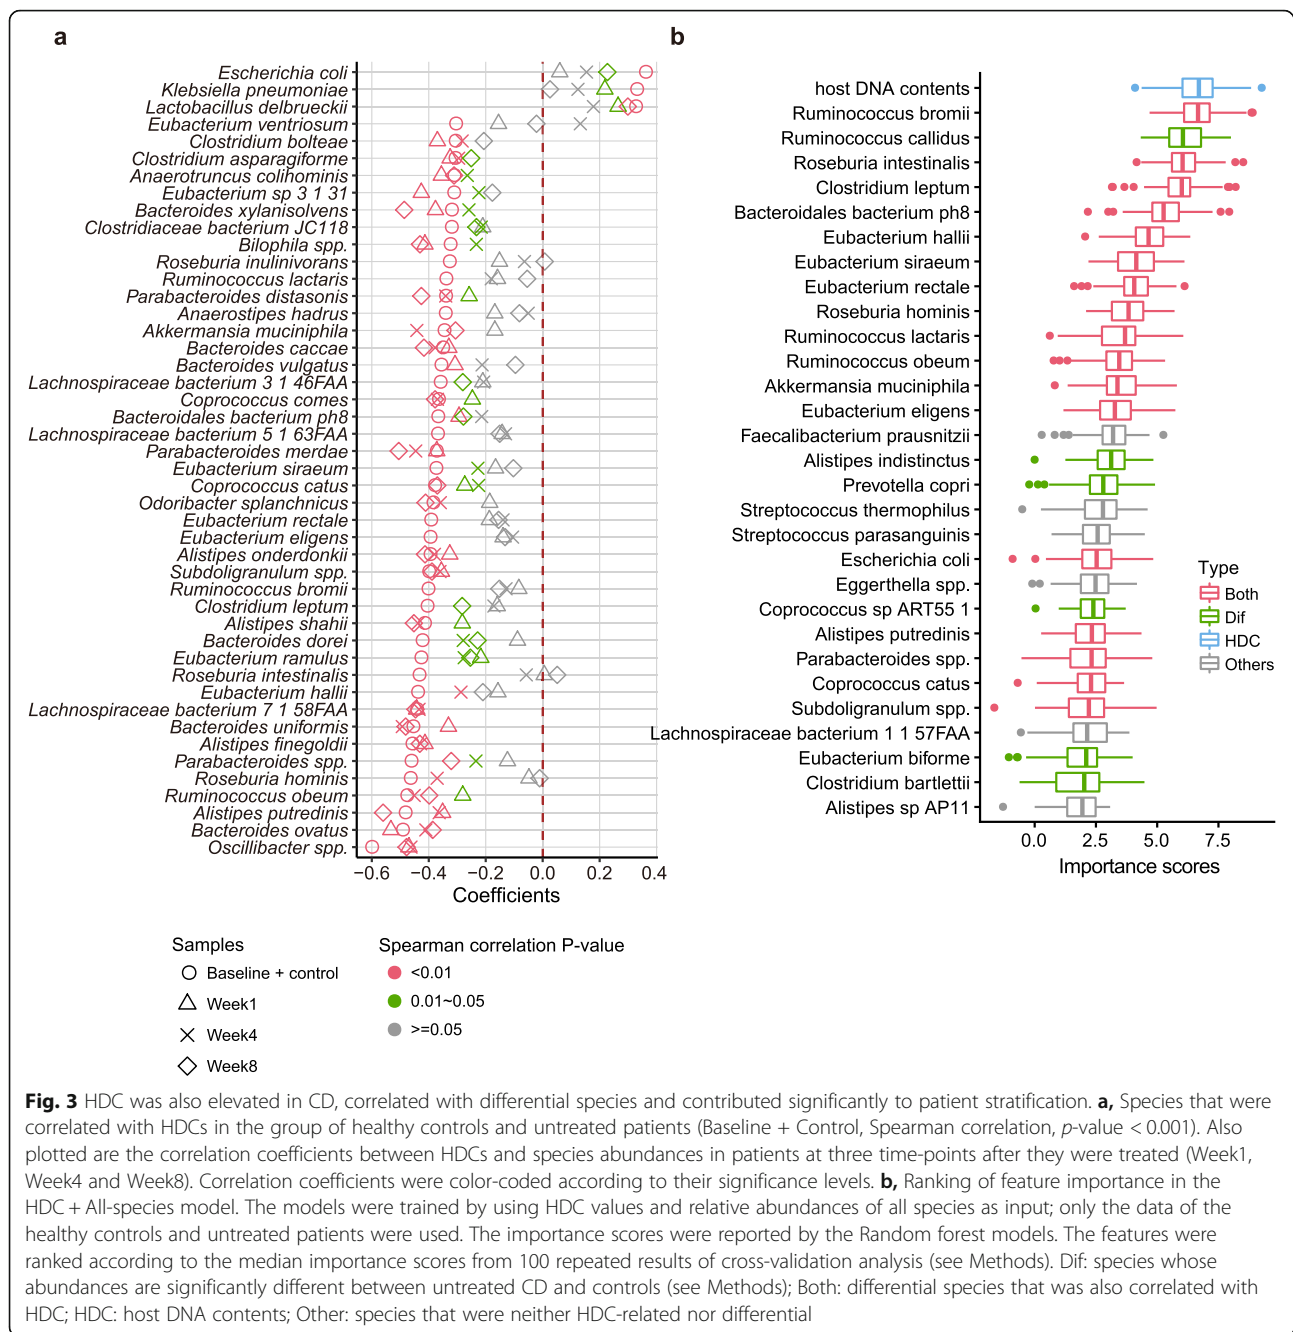 a
Escherichia coli
Klebsiella pneumoniae
Lactobacillus delbrueckii
Eubacterium ventriosum
Clostridium bolteae
Clostridium asparagiforme
Anaerotruncus colihominis
Eubacterium sp 3 1 31
Bacteroides xylanisolvens
Clostridiaceae bacterium JC118
Bilophila spp.
Roseburia inulinivorans
Ruminococcus lactaris
Parabacteroides distasonis
Anaerostipes hadrus
Akkermansia muciniphila
Bacteroides caccae
Bacteroides vulgatus
Lachnospiraceae bacterium 3 1 46FAA
Coprococcus comes
Bacteroidales bacterium ph8
Lachnospiraceae bacterium 5 1 63FAA
Parabacteroides merdae
Eubacterium siraeum
Coprococcus catus
Odoribacter splanchnicus
Eubacterium rectale
Eubacterium eligens
Alistipes onderdonkii
Subdoligranulum spp.
Ruminococcus bromii
Clostridium leptum
Alistipes shahii
Bacteroides dorei
Eubacterium ramulus
Roseburia intestinalis
Eubacterium hallii
Lachnospiraceae bacterium 7 1 58FAA
Bacteroides uniformis
Alistipes finegoldii
Parabacteroides spp.
Roseburia hominis
Ruminococcus obeum
Alistipes putredinis
Bacteroides ovatus
Oscillibacter spp.
−0.6 −0.4 −0.2 0.0 0.2 0.4
Coefficients
Samples
Baseline + control
Week1
Week4
Week8
Spearman correlation P-value
<0.01
0.01~0.05
>=0.05
b
host DNA contents
Ruminococcus bromii
Ruminococcus callidus
Roseburia intestinalis
Clostridium leptum
Bacteroidales bacterium ph8
Eubacterium hallii
Eubacterium siraeum
Eubacterium rectale
Roseburia hominis
Ruminococcus lactaris
Ruminococcus obeum
Akkermansia muciniphila
Eubacterium eligens
Faecalibacterium prausnitzii
Alistipes indistinctus
Prevotella copri
Streptococcus thermophilus
Streptococcus parasanguinis
Escherichia coli
Eggerthella spp.
Coprococcus sp ART55 1
Alistipes putredinis
Parabacteroides spp.
Coprococcus catus
Subdoligranulum spp.
Lachnospiraceae bacterium 1 1 57FAA
Eubacterium biforme
Clostridium bartlettii
Alistipes sp AP11
0.0 2.5 5.0 7.5
Importance scores
Type
Both
Dif
HDC
Others
Fig. 3 HDC was also elevated in CD, correlated with differential species and contributed significantly to patient stratification. a, Species that were
correlated with HDCs in the group of healthy controls and untreated patients (Baseline + Control, Spearman correlation, p-value < 0.001). Also
plotted are the correlation coefficients between HDCs and species abundances in patients at three time-points after they were treated (Week1,
Week4 and Week8). Correlation coefficients were color-coded according to their significance levels. b, Ranking of feature importance in the
HDC + All-species model. The models were trained by using HDC values and relative abundances of all species as input; only the data of the
healthy controls and untreated patients were used. The importance scores were reported by the Random forest models. The features were
ranked according to the median importance scores from 100 repeated results of cross-validation analysis (see Methods). Dif: species whose
abundances are significantly different between untreated CD and controls (see Methods); Both: differential species that was also correlated with
HDC; HDC: host DNA contents; Other: species that were neither HDC-related nor differential